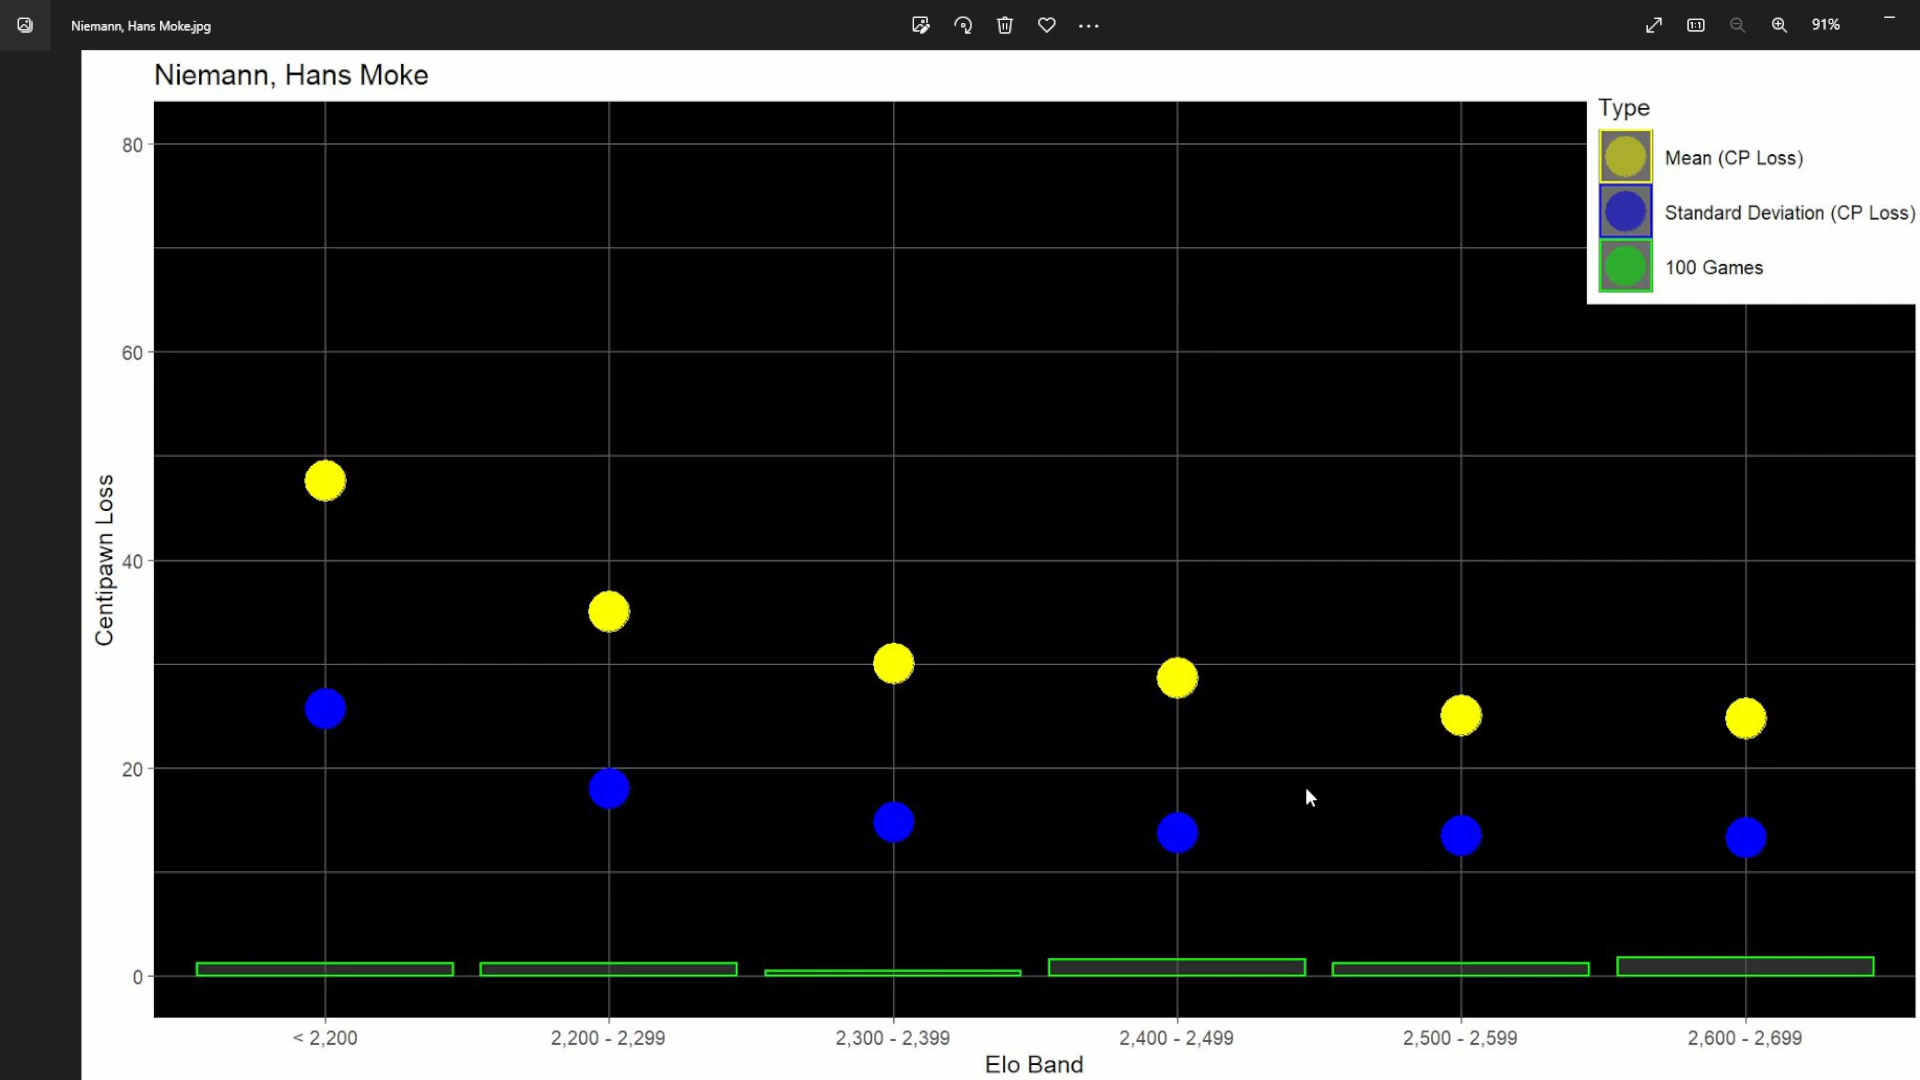 Niemann, Hans Moke.jpg
91%
Niemann, Hans Moke
Type
Mean (CP Loss)
Standard Deviation (CP Loss)
100 Games
80
60
40
20
0
Centipawn Loss
< 2,200
2,200 - 2,299
2,300 - 2,399
2,400 - 2,499
2,500 - 2,599
2,600 - 2,699
Elo Band